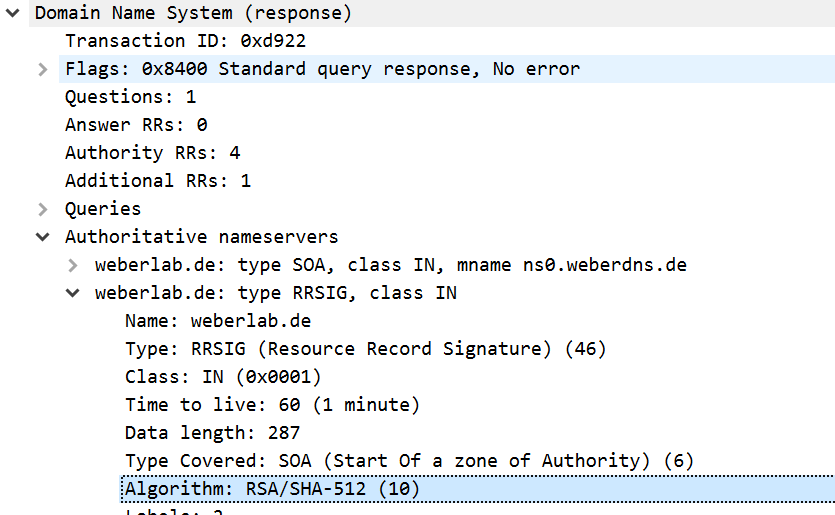 Domain Name System (response)
Transaction ID: 0xd922
Flags: 0x8400 Standard query response, No error
Questions: 1
Answer RRs: 0
Authority RRs: 4
Additional RRs: 1
Queries
Authoritative nameservers
weberlab.de: type SOA, class IN, mname ns0.weberdns.de
weberlab.de: type RRSIG, class IN
Name: weberlab.de
Type: RRSIG (Resource Record Signature) (46)
Class: IN (0x0001)
Time to live: 60 (1 minute)
Data length: 287
Type Covered: SOA (Start Of a zone of Authority) (6)
Algorithm: RSA/SHA-512 (10)